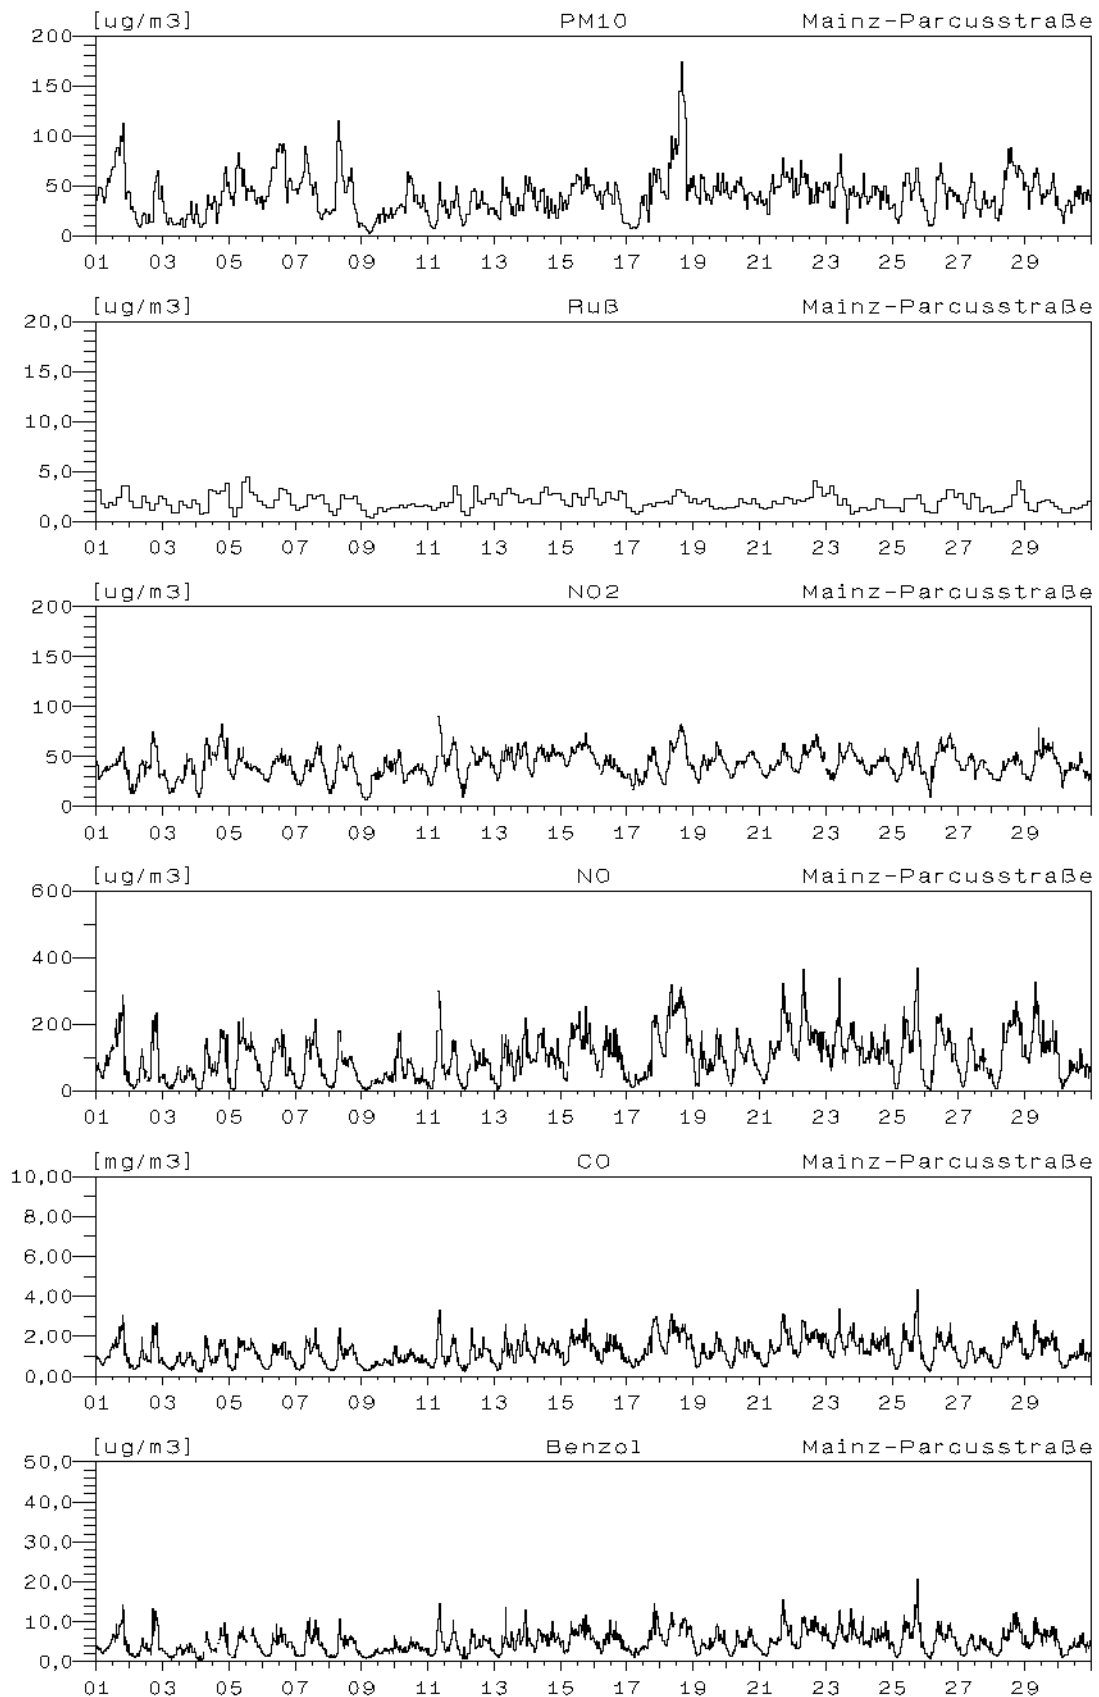 [ug/m3] PM10 Mainz-Parcusstraße
200
150
100
50
0
01 03 05 07 09 11 13 15 17 19 21 23 25 27 29
[ug/m3] Ruß Mainz-Parcusstraße
20,0
15,0
10,0
5,0
0,0
01 03 05 07 09 11 13 15 17 19 21 23 25 27 29
[ug/m3] NO2 Mainz-Parcusstraße
200
150
100
50
0
01 03 05 07 09 11 13 15 17 19 21 23 25 27 29
[ug/m3] NO Mainz-Parcusstraße
600
400
200
0
01 03 05 07 09 11 13 15 17 19 21 23 25 27 29
[mg/m3] CO Mainz-Parcusstraße
10,00
8,00
6,00
4,00
2,00
0,00
01 03 05 07 09 11 13 15 17 19 21 23 25 27 29
[ug/m3] Benzol Mainz-Parcusstraße
50,0
40,0
30,0
20,0
10,0
0,0
01 03 05 07 09 11 13 15 17 19 21 23 25 27 29